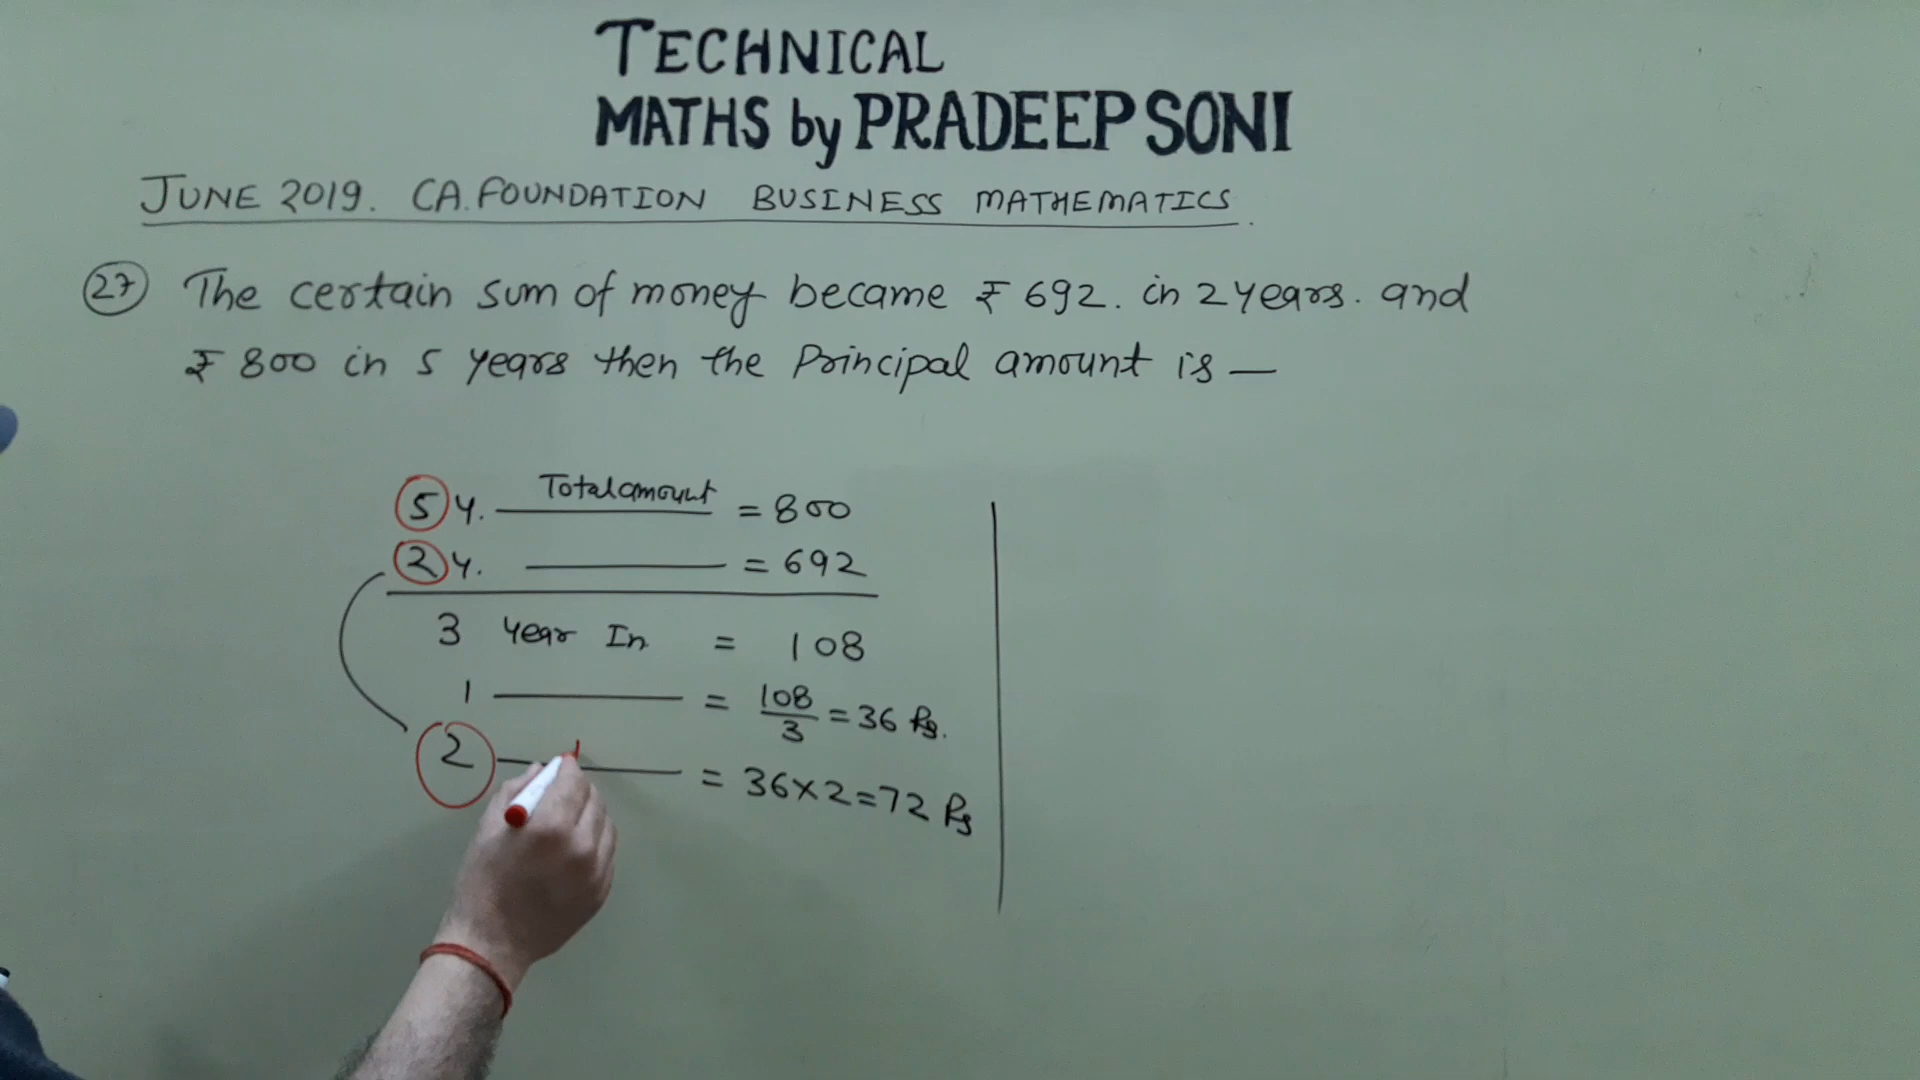 TECHNICAL
MATHS by PRADEEP SONI
JUNE 2019. CA. FOUNDATION BUSINESS MATHEMATICS.
27 The certain sum of money became ₹ 692. in 2 years. and
₹ 800 in 5 years then the Principal amount is —
5 Y. Total amount = 800
2 Y. = 692
3 Year In = 108
1 = 108/3 = 36 Rs.
2 = 36×2=72 Rs